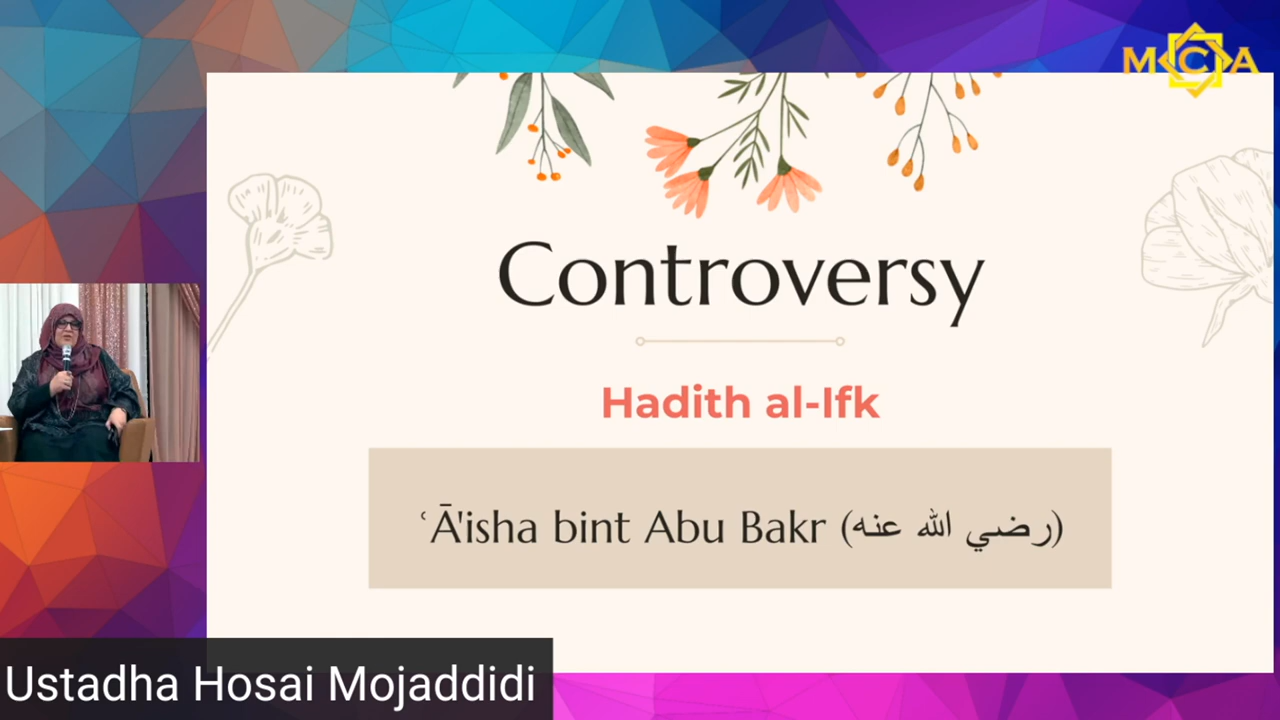 MCA
Controversy
Hadith al-Ifk
ʿĀ'isha bint Abu Bakr (رضي الله عنه)
Ustadha Hosai Mojaddidi